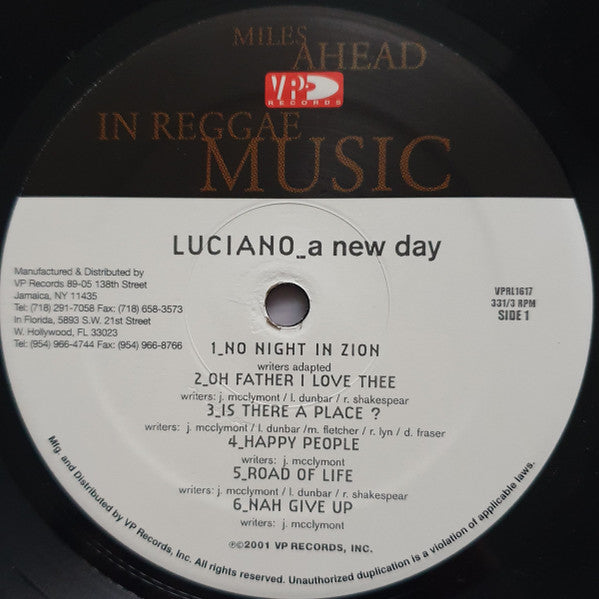 MILES
AHEAD
VP
RECORDS
IN REGGAE
MUSIC
LUCIANO_a new day
Manufactured & Distributed by
VP Records 89-05 138th Street
Jamaica, NY 11435
Tel: (718) 291-7058 Fax: (718) 658-3573
In Florida, 5893 S.W. 21st Street
W. Hollywood, FL 33023
Tel: (954) 966-4744 Fax: (954) 966-8766
VPRL1617
331/3 RPM
SIDE 1
1_NO NIGHT IN ZION
writers adapted
2_OH FATHER I LOVE THEE
writers: j. mcclymont / l. dunbar / r. shakespear
3_IS THERE A PLACE ?
writers: j. mcclymont / l. dunbar /m. fletcher / r. lyn / d. fraser
4_HAPPY PEOPLE
writers: j. mcclymont
5_ROAD OF LIFE
writers: j. mcclymont / l. dunbar / r. shakespear
6_NAH GIVE UP
writers: j. mcclymont
℗©2001 VP RECORDS, INC.
Mfg. and Distributed by VP Records, Inc. All rights reserved. Unauthorized duplication is a violation of applicable laws.